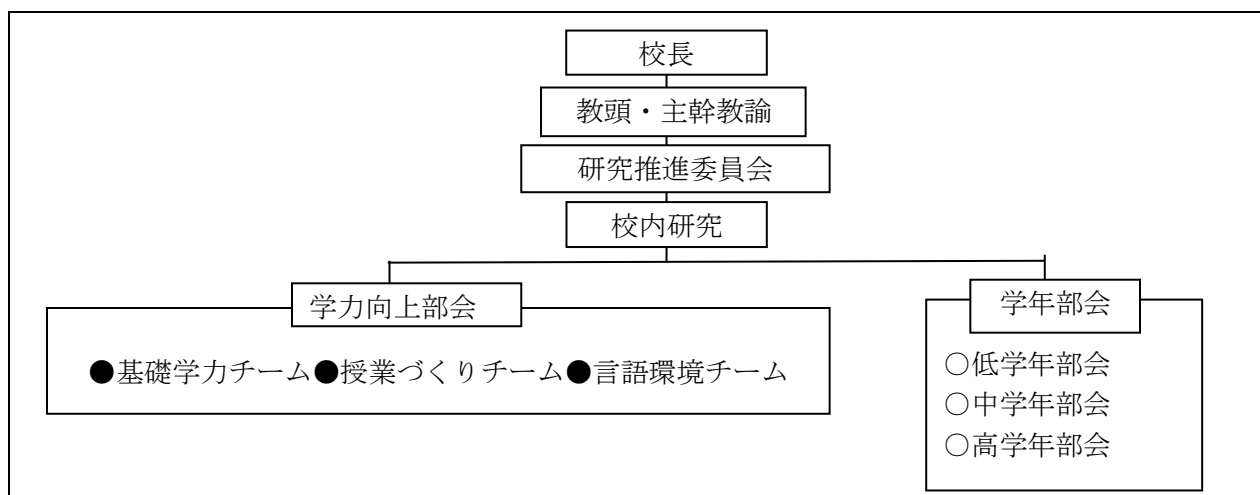 校長
教頭・主幹教諭
研究推進委員会
校内研究
学力向上部会
●基礎学力チーム●授業づくりチーム●言語環境チーム
学年部会
○低学年部会
○中学年部会
○高学年部会